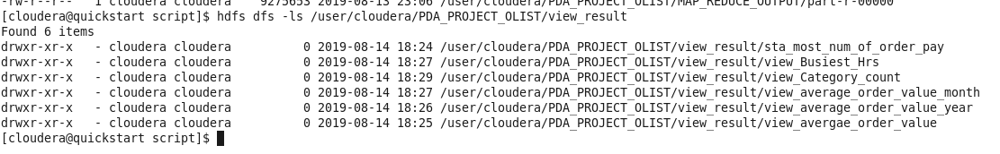 -rw-r--r-- 1 cloudera cloudera 9275653 2019-08-13 23:06 /user/cloudera/PDA_PROJECT_OLIST/MAP_REDUCE_OUTPUT/part-r-00000
[cloudera@quickstart script]$ hdfs dfs -ls /user/cloudera/PDA_PROJECT_OLIST/view_result
Found 6 items
drwxr-xr-x - cloudera cloudera 0 2019-08-14 18:24 /user/cloudera/PDA_PROJECT_OLIST/view_result/sta_most_num_of_order_pay
drwxr-xr-x - cloudera cloudera 0 2019-08-14 18:27 /user/cloudera/PDA_PROJECT_OLIST/view_result/view_Busiest_Hrs
drwxr-xr-x - cloudera cloudera 0 2019-08-14 18:29 /user/cloudera/PDA_PROJECT_OLIST/view_result/view_Category_count
drwxr-xr-x - cloudera cloudera 0 2019-08-14 18:27 /user/cloudera/PDA_PROJECT_OLIST/view_result/view_average_order_value_month
drwxr-xr-x - cloudera cloudera 0 2019-08-14 18:26 /user/cloudera/PDA_PROJECT_OLIST/view_result/view_average_order_value_year
drwxr-xr-x - cloudera cloudera 0 2019-08-14 18:25 /user/cloudera/PDA_PROJECT_OLIST/view_result/view_avergae_order_value
[cloudera@quickstart script]$